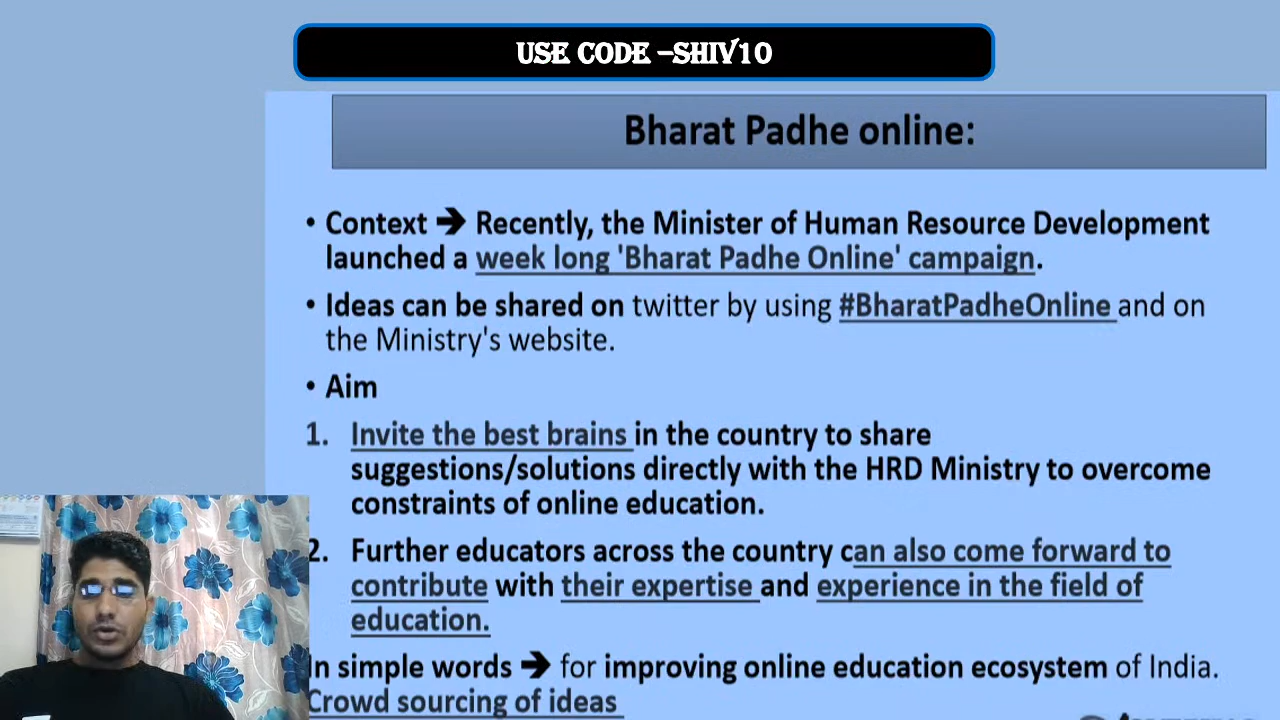 USE CODE –SHIV10
Bharat Padhe online:
• Context ➔ Recently, the Minister of Human Resource Development
launched a week long 'Bharat Padhe Online' campaign.
• Ideas can be shared on twitter by using #BharatPadheOnline and on
the Ministry's website.
• Aim
1. Invite the best brains in the country to share
suggestions/solutions directly with the HRD Ministry to overcome
constraints of online education.
2. Further educators across the country can also come forward to
contribute with their expertise and experience in the field of
education.
In simple words ➔ for improving online education ecosystem of India.
Crowd sourcing of ideas